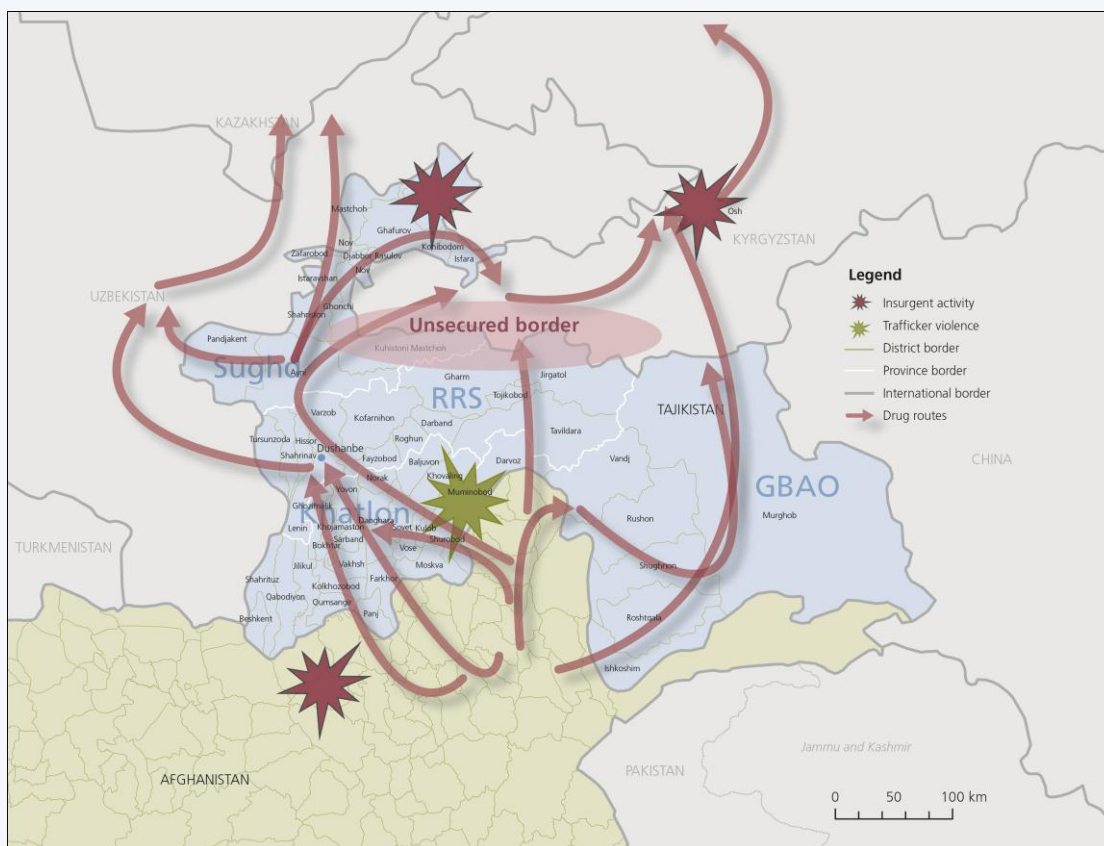 KAZAKHSTAN
Mastchoh
Osh
Ghafurov
KYRGYZSTAN
Nov
Konibodom
Zafarobod
Djabbor Rasulov
Isfara
Nov
Istaravshan
UZBEKISTAN
Ghonchi
Shahriston
Unsecured border
Pandjakent
Kuhistoni Mastchoh
Sughd
Ayni
Gharm
Jirgatol
RRS
Tojikobod
TAJIKISTAN
Varzob
Kofarnihon
Darband
Tavildara
Tursunzoda
Hissor
Roghun
Dushanbe
Shahrinav
Fayzobod
Baljuvon
Darvoz
Vandj
CHINA
Norak
Khovaling
Yovon
Muminobod
GBAO
Ghozimalik
Khatlon
Murghob
Rushon
Danghara
Lenin
Khojamaston
Sovet
Kulob
Sarband
Shurobod
Bokhtar
Vose
TURKMENISTAN
Jilikul
Vakhsh
Moskva
Shughnon
Shahrituz
Kolkhozobod
Farkhor
Qabodiyon
Qumsangir
Beshkent
Panj
Roshtqala
Ishkoshim
Jammu and Kashmir
PAKISTAN
AFGHANISTAN
Legend
Insurgent activity
Trafficker violence
District border
Province border
International border
Drug routes
0 50 100 km